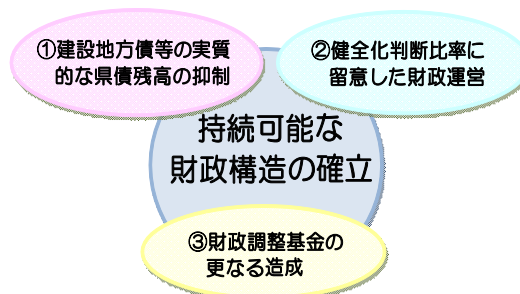 ①建設地方債等の実質
的な県債残高の抑制
②健全化判断比率に
留意した財政運営
持続可能な
財政構造の確立
③財政調整基金の
更なる造成